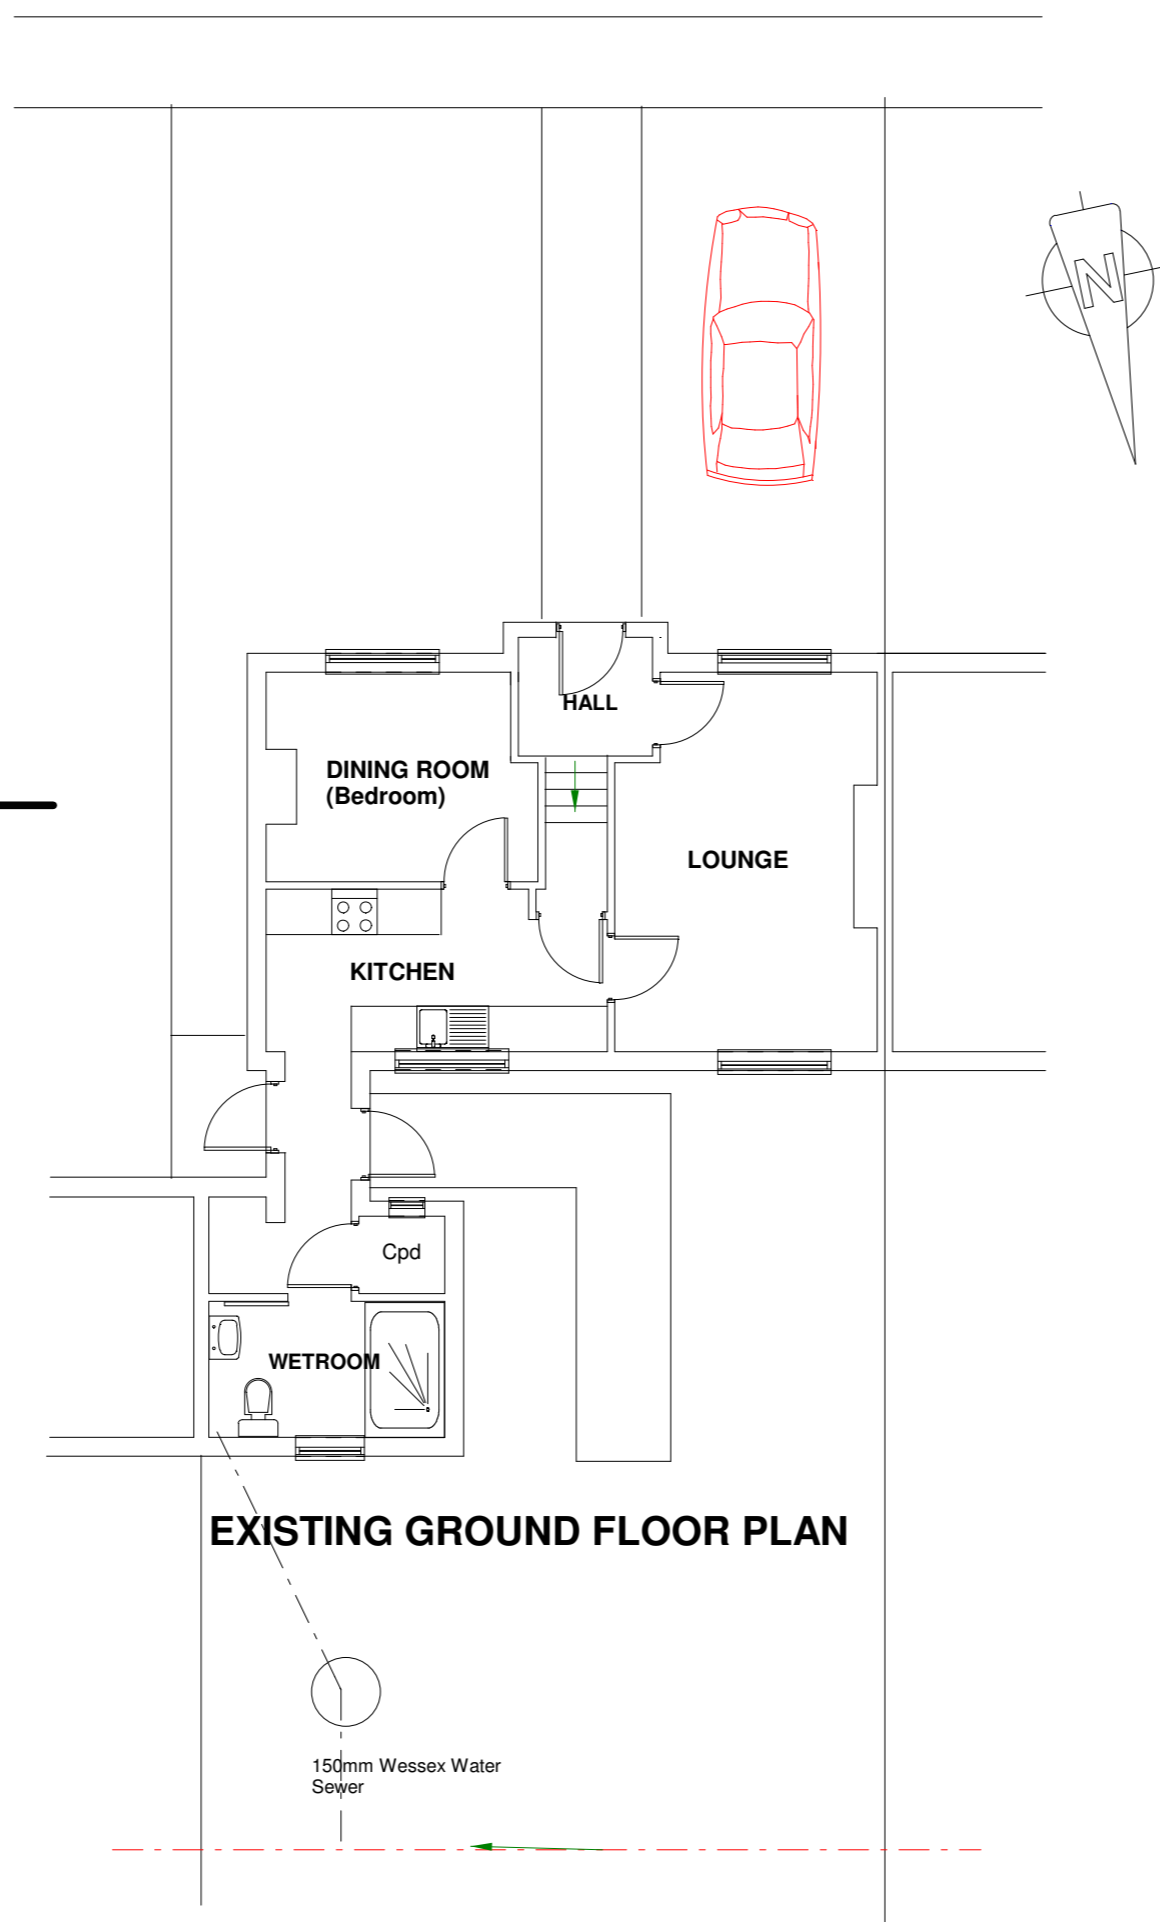 N
HALL
DINING ROOM
(Bedroom)
LOUNGE
KITCHEN
Cpd
WETROOM
EXISTING GROUND FLOOR PLAN
150mm Wessex Water
Sewer